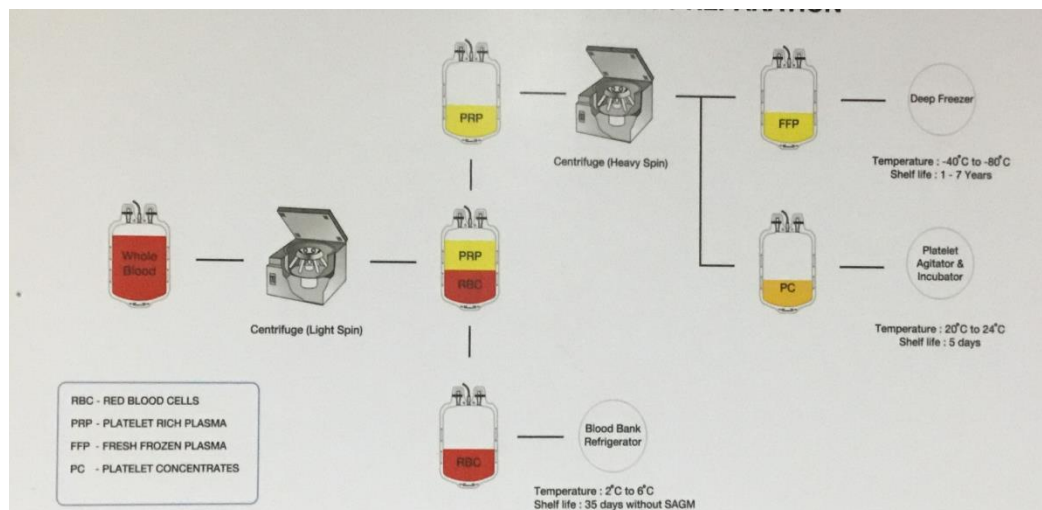 PRP
Centrifuge (Heavy Spin)
FFP
Deep Freezer
Temperature : -40˚C to -80˚C
Shelf life : 1 - 7 Years
Whole
Blood
Centrifuge (Light Spin)
PRP
RBC
PC
Platelet
Agitator &
Incubator
Temperature : 20˚C to 24˚C
Shelf life : 5 days
RBC - RED BLOOD CELLS
PRP - PLATELET RICH PLASMA
FFP - FRESH FROZEN PLASMA
PC - PLATELET CONCENTRATES
RBC
Blood Bank
Refrigerator
Temperature : 2˚C to 6˚C
Shelf life : 35 days without SAGM